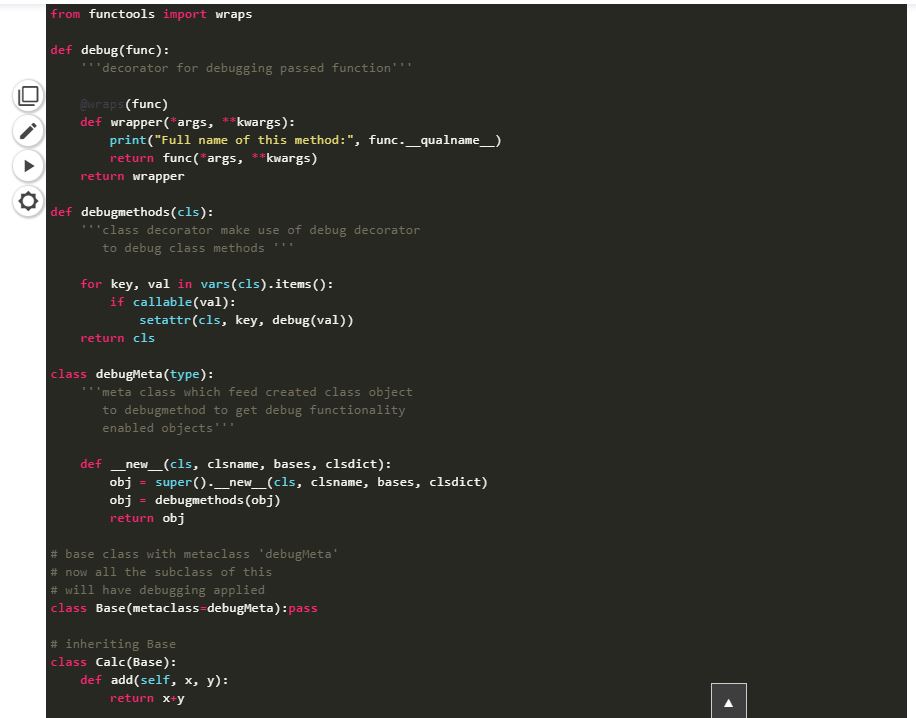 from functools import wraps
def debug(func):
'''decorator for debugging passed function'''
@wraps(func)
def wrapper(*args, **kwargs):
print("Full name of this method:", func.__qualname__)
return func(*args, **kwargs)
return wrapper
def debugmethods(cls):
'''class decorator make use of debug decorator
to debug class methods '''
for key, val in vars(cls).items():
if callable(val):
setattr(cls, key, debug(val))
return cls
class debugMeta(type):
'''meta class which feed created class object
to debugmethod to get debug functionality
enabled objects'''
def __new__(cls, clsname, bases, clsdict):
obj = super().__new__(cls, clsname, bases, clsdict)
obj = debugmethods(obj)
return obj
# base class with metaclass 'debugMeta'
# now all the subclass of this
# will have debugging applied
class Base(metaclass=debugMeta):pass
# inheriting Base
class Calc(Base):
def add(self, x, y):
return x+y